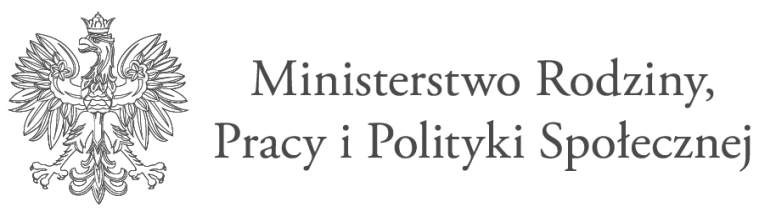 Ministerstwo Rodziny,
Pracy i Polityki Społecznej